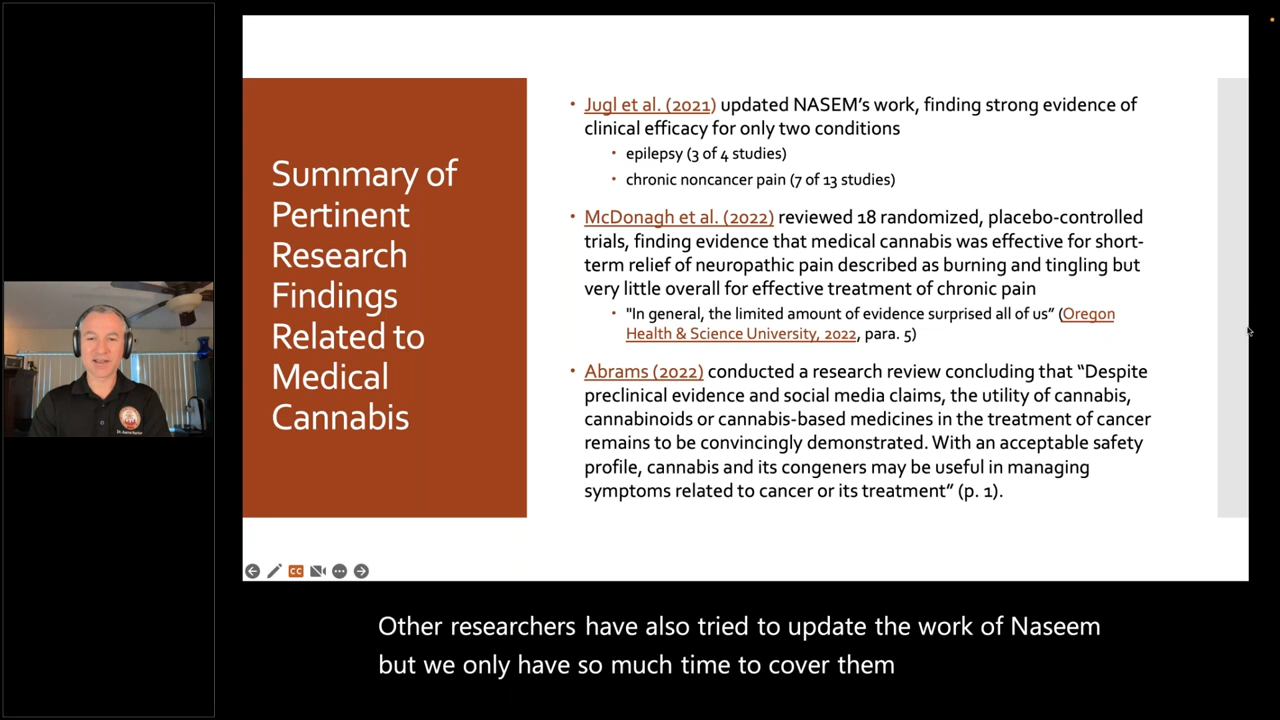 Summary of
Pertinent
Research
Findings
Related to
Medical
Cannabis
• Jugl et al. (2021) updated NASEM's work, finding strong evidence of
clinical efficacy for only two conditions
• epilepsy (3 of 4 studies)
• chronic noncancer pain (7 of 13 studies)
• McDonagh et al. (2022) reviewed 18 randomized, placebo-controlled
trials, finding evidence that medical cannabis was effective for short-
term relief of neuropathic pain described as burning and tingling but
very little overall for effective treatment of chronic pain
• "In general, the limited amount of evidence surprised all of us" (Oregon
Health & Science University, 2022, para. 5)
• Abrams (2022) conducted a research review concluding that “Despite
preclinical evidence and social media claims, the utility of cannabis,
cannabinoids or cannabis-based medicines in the treatment of cancer
remains to be convincingly demonstrated. With an acceptable safety
profile, cannabis and its congeners may be useful in managing
symptoms related to cancer or its treatment” (p. 1).
CC
Other researchers have also tried to update the work of Naseem
but we only have so much time to cover them